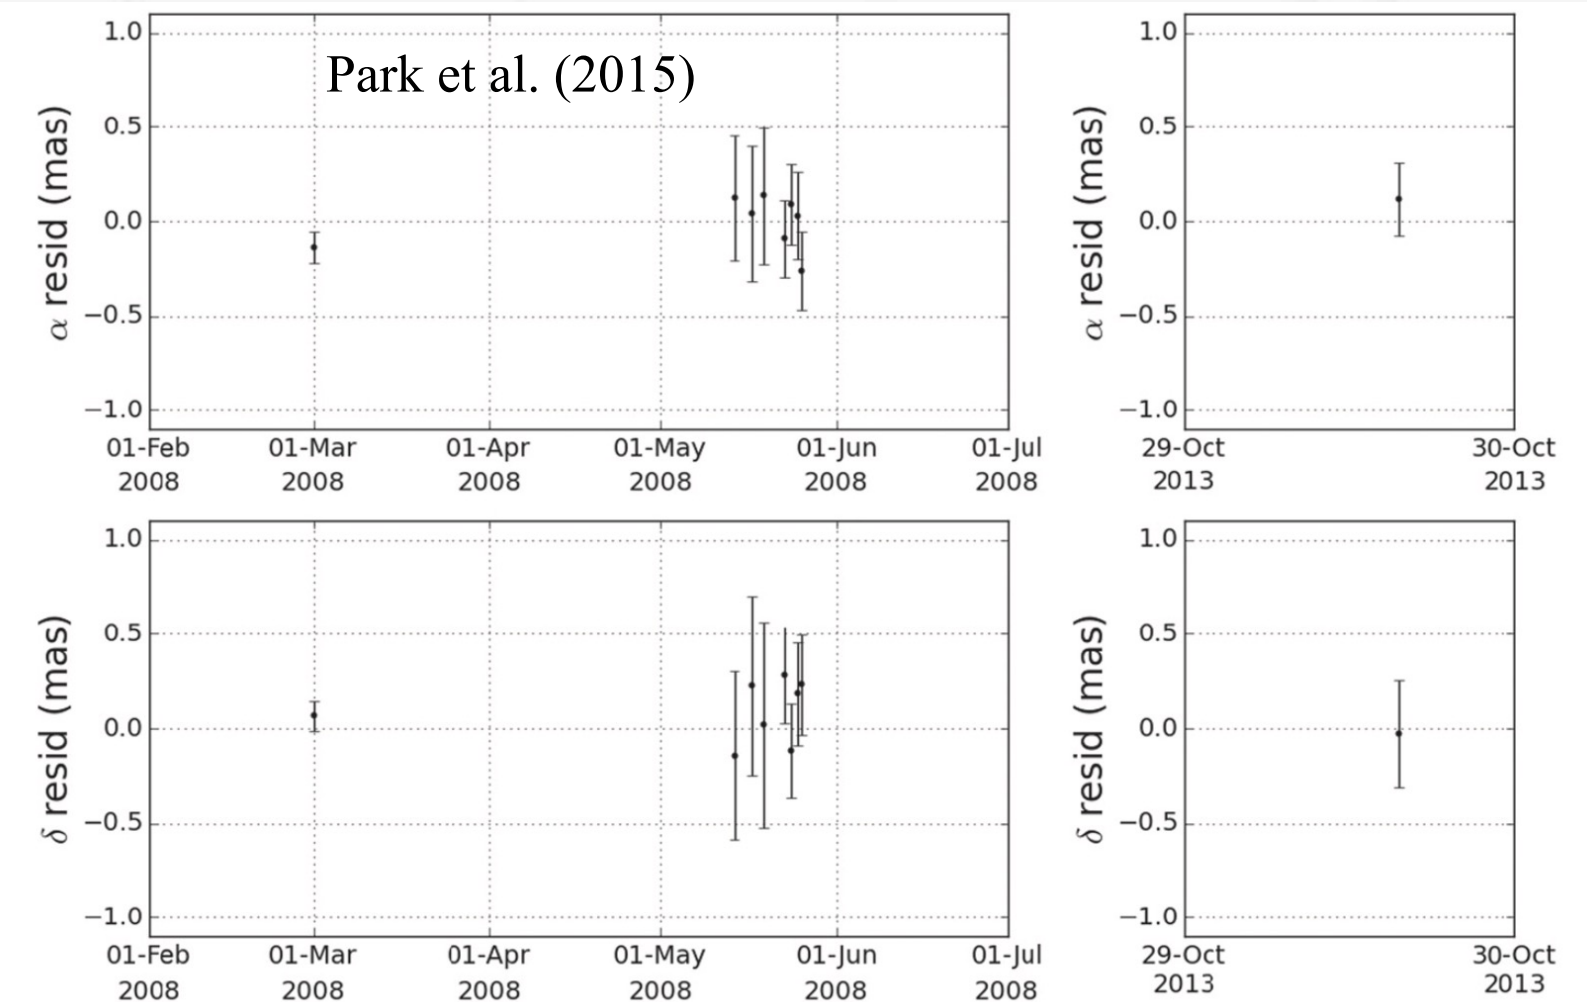 Park et al. (2015)
α resid (mas)
1.0
0.5
0.0
−0.5
−1.0
01-Feb 01-Mar 01-Apr 01-May 01-Jun 01-Jul
2008 2008 2008 2008 2008 2008
α resid (mas)
1.0
0.5
0.0
−0.5
−1.0
29-Oct 30-Oct
2013 2013
δ resid (mas)
1.0
0.5
0.0
−0.5
−1.0
01-Feb 01-Mar 01-Apr 01-May 01-Jun 01-Jul
2008 2008 2008 2008 2008 2008
δ resid (mas)
1.0
0.5
0.0
−0.5
−1.0
29-Oct 30-Oct
2013 2013